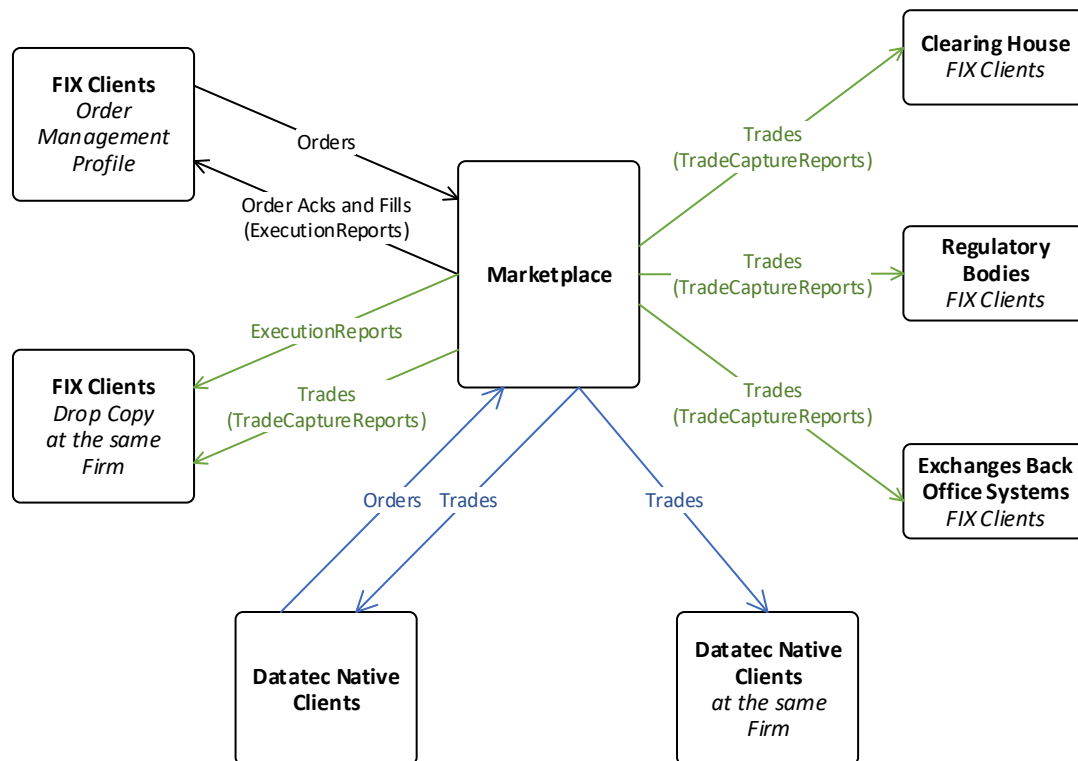 FIX Clients
Order
Management
Profile
Orders
Order Acks and Fills
(ExecutionReports)
Marketplace
Clearing House
FIX Clients
Trades
(TradeCaptureReports)
Regulatory
Bodies
FIX Clients
Trades
(TradeCaptureReports)
ExecutionReports
FIX Clients
Drop Copy
at the same
Firm
Trades
(TradeCaptureReports)
Trades
(TradeCaptureReports)
Exchanges Back
Office Systems
FIX Clients
Orders
Trades
Trades
Datatec Native
Clients
Datatec Native
Clients
at the same
Firm